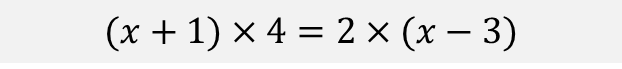 (x + 1) × 4 = 2 × (x − 3)